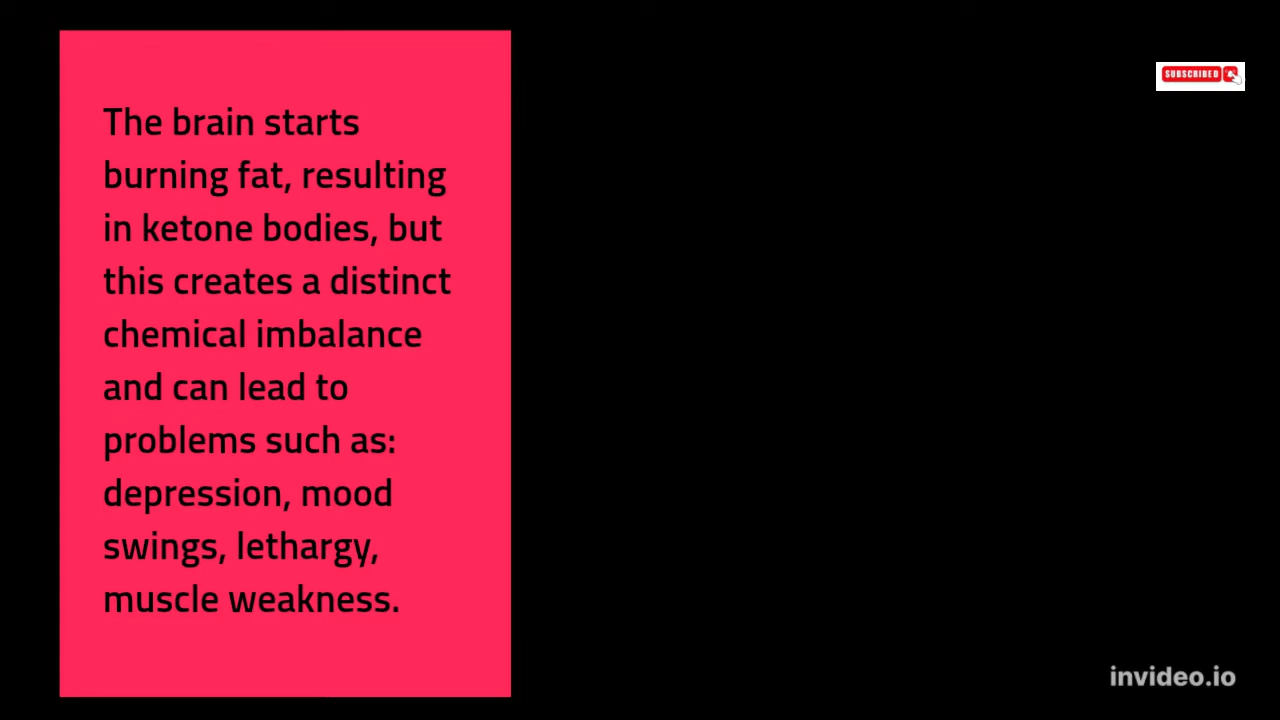 The brain starts
burning fat, resulting
in ketone bodies, but
this creates a distinct
chemical imbalance
and can lead to
problems such as:
depression, mood
swings, lethargy,
muscle weakness.
SUBSCRIBED
invideo.io